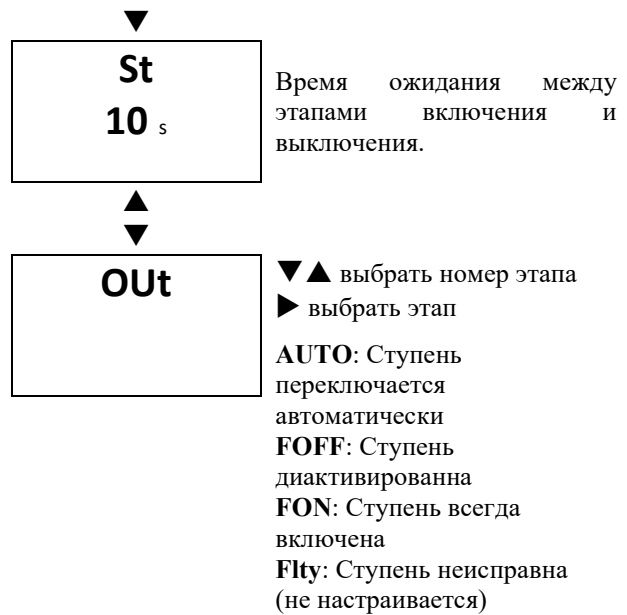 ▼
St
10 s
Время ожидания между
этапами включения и
выключения.
▲
▼
OUt
▼▲ выбрать номер этапа
▶ выбрать этап
AUTO: Ступень
переключается
автоматически
FOFF: Ступень
диактивированна
FON: Ступень всегда
включена
Flty: Ступень неисправна
(не настраивается)